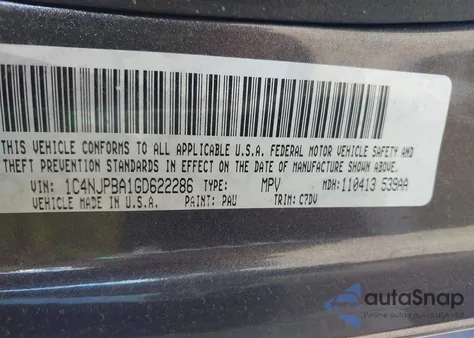 THIS VEHICLE CONFORMS TO ALL APPLICABLE U.S.A. FEDERAL MOTOR VEHICLE SAFETY AND
THEFT PREVENTION STANDARDS IN EFFECT ON THE DATE OF MANUFACTURE SHOWN ABOVE.
VIN: 1C4NJPBA1GD622286 TYPE: MPV MDH:110413 539AA
VEHICLE MADE IN U.S.A. PAINT: PAU TRIM: C7DV
autoSnap